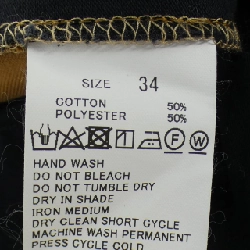 SIZE 34
COTTON 50%
POLYESTER 50%
F W
HAND WASH
DO NOT BLEACH
DO NOT TUMBLE DRY
DRY IN SHADE
IRON MEDIUM
DRY CLEAN SHORT CYCLE
MACHINE WASH PERMANENT
PRESS CYCLE COLD